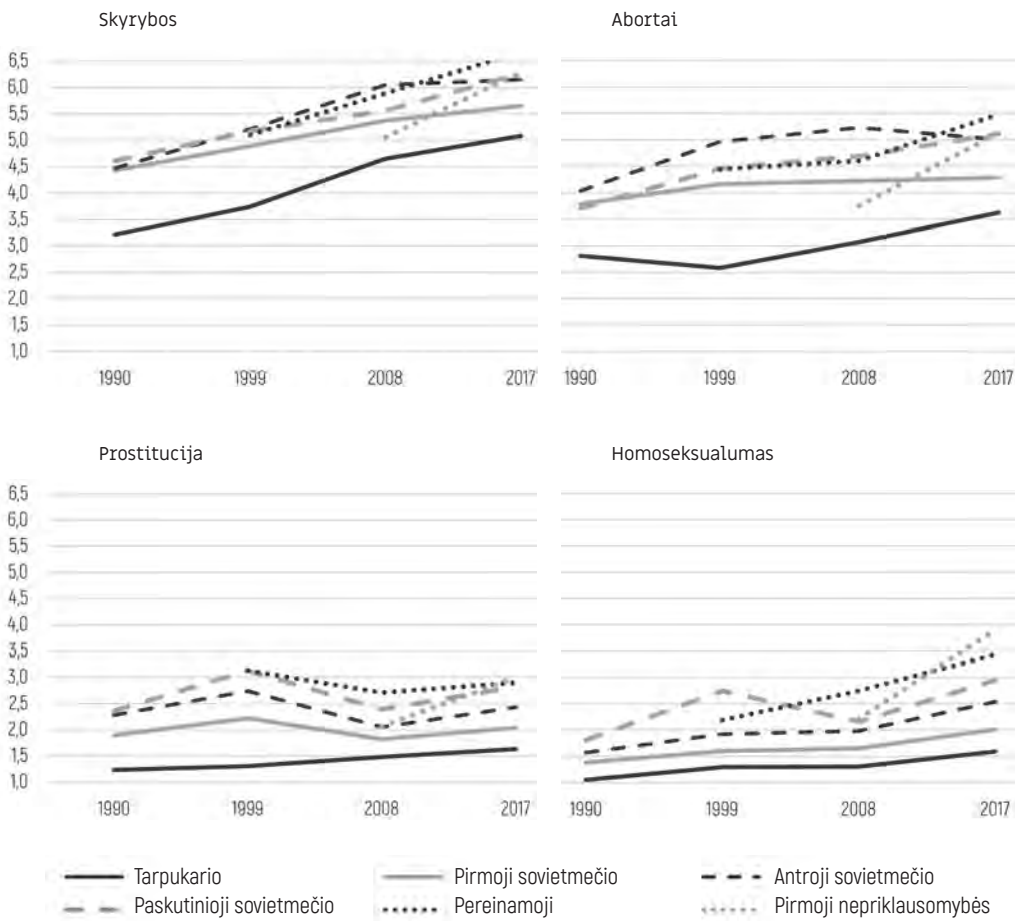 Skyrybos
Abortai
6,5
6,0
5,5
5,0
4,5
4,0
3,5
3,0
2,5
2,0
1,5
1,0
1990 1999 2008 2017
1990 1999 2008 2017
Prostitucija
Homoseksualumas
6,5
6,0
5,5
5,0
4,5
4,0
3,5
3,0
2,5
2,0
1,5
1,0
1990 1999 2008 2017
1990 1999 2008 2017
Tarpukario Pirmoji sovietmečio Antroji sovietmečio
Paskutinioji sovietmečio Pereinamoji Pirmoji nepriklausomybės